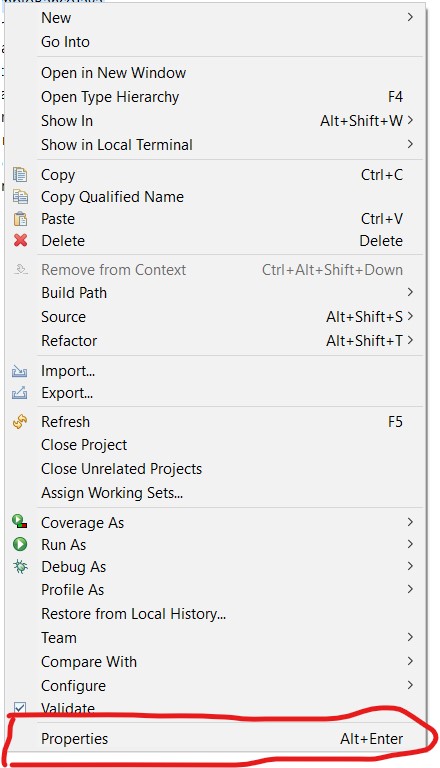 New
Go Into
Open in New Window
Open Type Hierarchy F4
Show In Alt+Shift+W
Show in Local Terminal
Copy Ctrl+C
Copy Qualified Name
Paste Ctrl+V
Delete Delete
Remove from Context Ctrl+Alt+Shift+Down
Build Path
Source Alt+Shift+S
Refactor Alt+Shift+T
Import...
Export...
Refresh F5
Close Project
Close Unrelated Projects
Assign Working Sets...
Coverage As
Run As
Debug As
Profile As
Restore from Local History...
Team
Compare With
Configure
Validate
Properties Alt+Enter